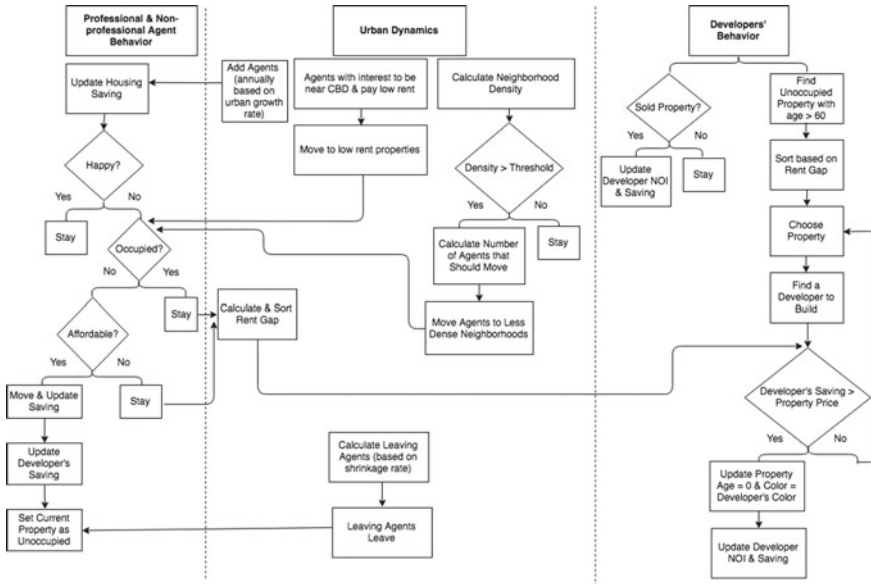 Professional & Non-
professional Agent
Behavior
Update Housing
Saving
Happy?
Yes
No
Stay
Occupied?
No
Yes
Stay
Affordable?
Yes
No
Move & Update
Saving
Stay
Update
Developer's
Saving
Set Current
Property as
Unoccupied
Urban Dynamics
Add Agents
(annually
based on
urban growth
rate)
Agents with interest to be
near CBD & pay low rent
Move to low rent properties
Calculate Neighborhood
Density
Density > Threshold
Yes
No
Calculate Number
of Agents that
Should Move
Stay
Move Agents to Less
Dense Neighborhoods
Calculate & Sort
Rent Gap
Calculate Leaving
Agents (based on
shrinkage rate)
Leaving Agents
Leave
Developers'
Behavior
Sold Property?
Yes
No
Update
Developer NOI
& Saving
Stay
Find
Unoccupied
Property with
age > 60
Sort based on
Rent Gap
Choose
Property
Find a
Developer to
Build
Developer's Saving >
Property Price
Yes
No
Update Property
Age = 0 & Color =
Developer's Color
Update Developer
NOI & Saving